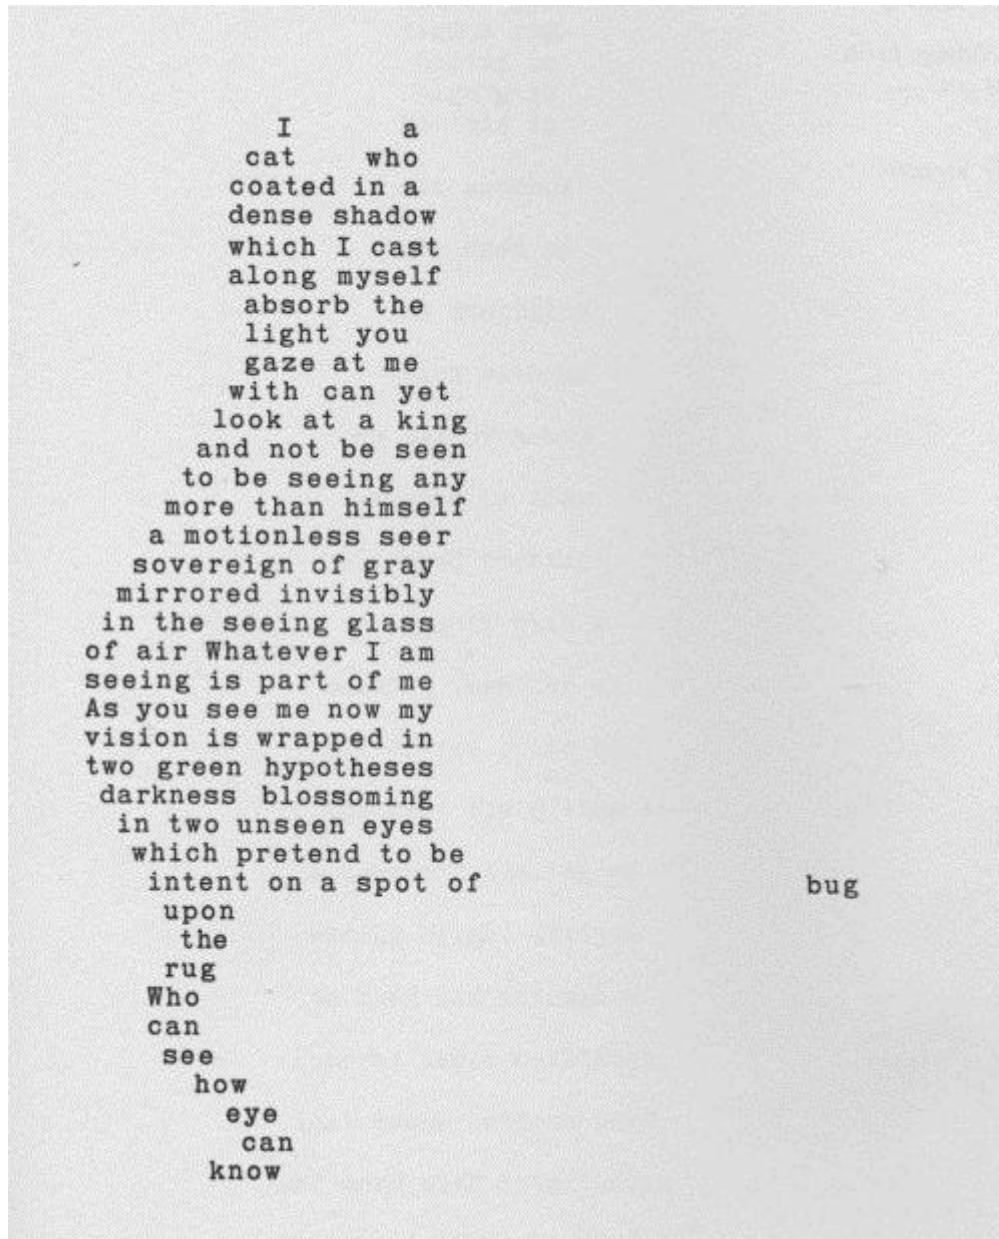 I a
cat who
coated in a
dense shadow
which I cast
along myself
absorb the
light you
gaze at me
with can yet
look at a king
and not be seen
to be seeing any
more than himself
a motionless seer
sovereign of gray
mirrored invisibly
in the seeing glass
of air Whatever I am
seeing is part of me
As you see me now my
vision is wrapped in
two green hypotheses
darkness blossoming
in two unseen eyes
which pretend to be
intent on a spot of bug
upon
the
rug
Who
can
see
how
eye
can
know